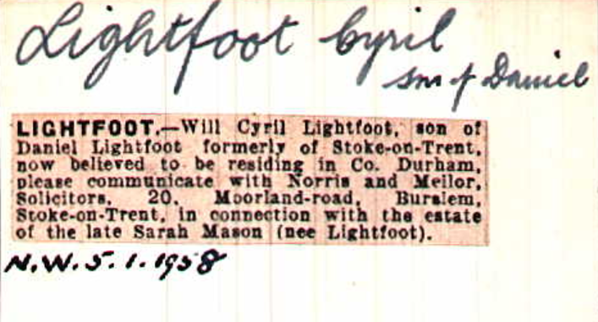 Lightfoot Cyril
son of Daniel
LIGHTFOOT.—Will Cyril Lightfoot, son of
Daniel Lightfoot formerly of Stoke-on-Trent,
now believed to be residing in Co. Durham,
please communicate with Norris and Mellor,
Solicitors, 20, Moorland-road, Burslem,
Stoke-on-Trent, in connection with the estate
of the late Sarah Mason (nee Lightfoot).
N.W. 5.1.1958